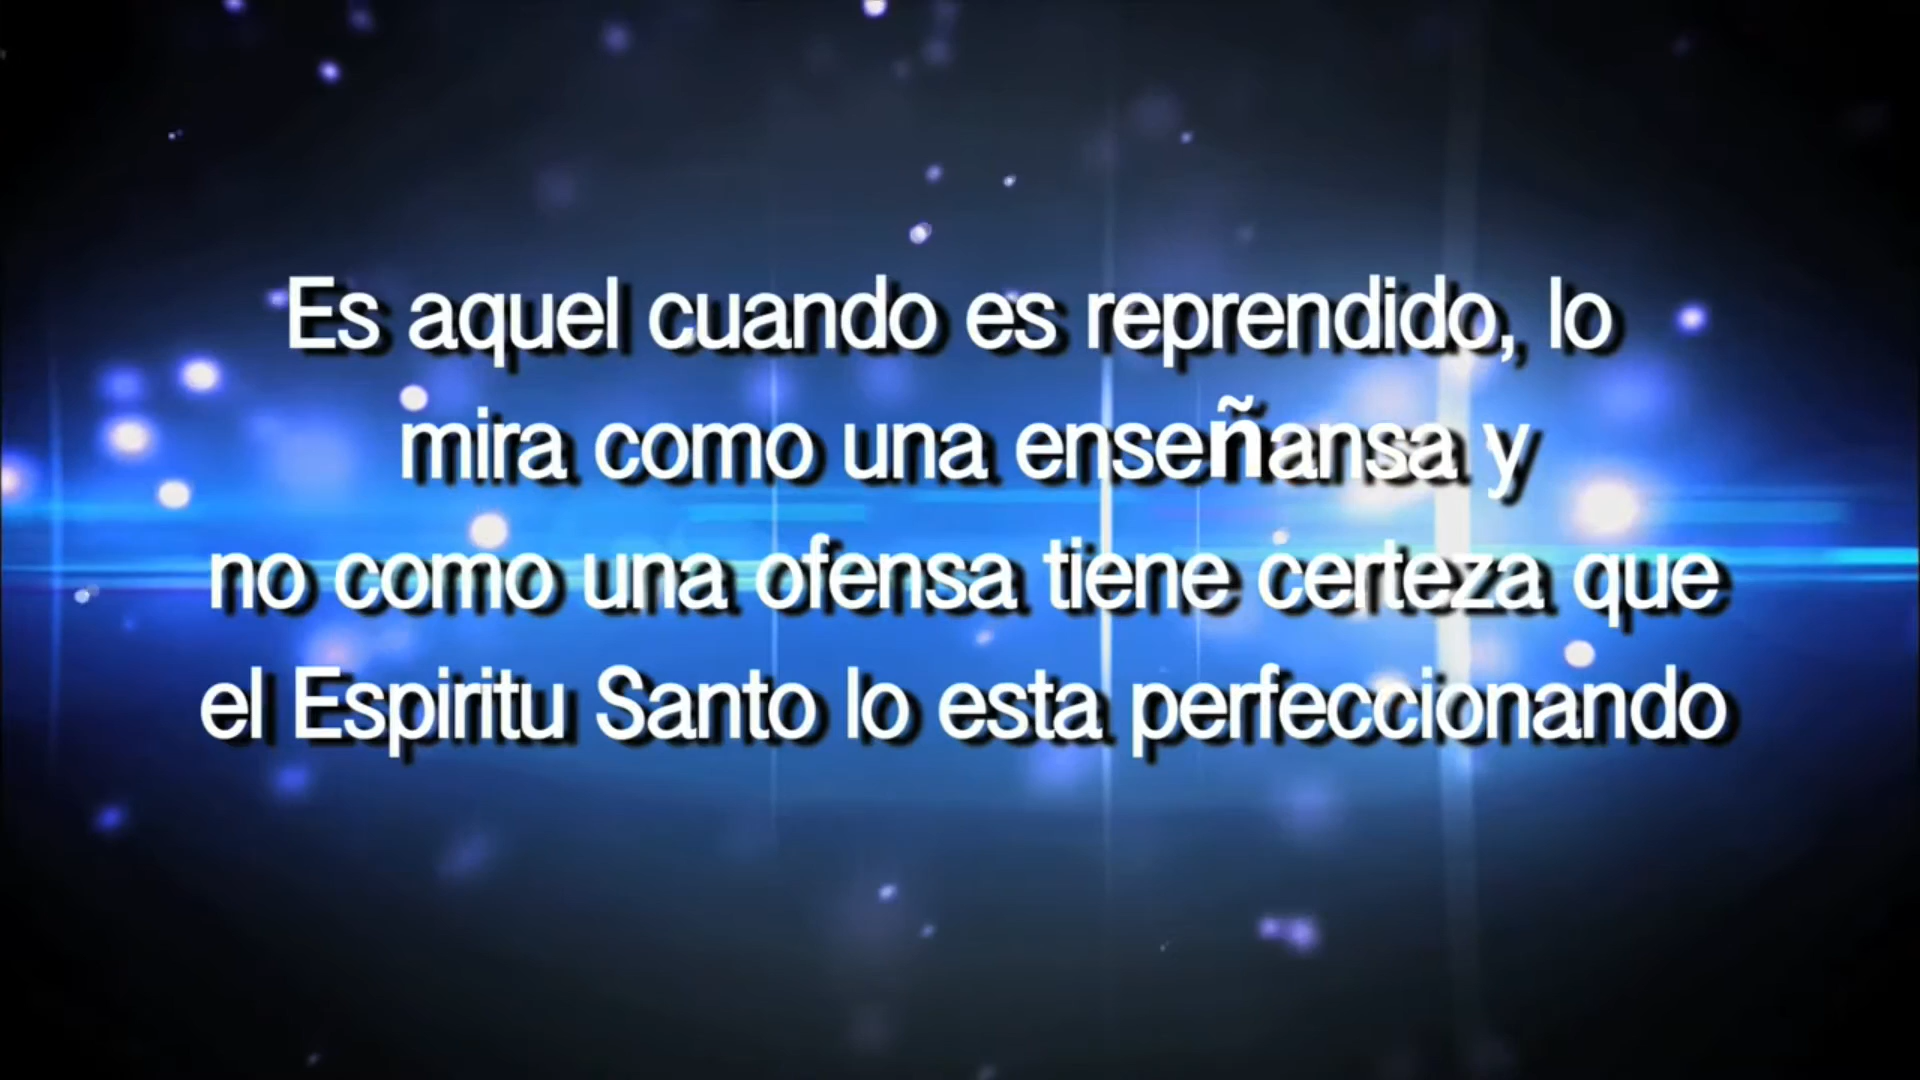 Es aquel cuando es reprendido, lo
mira como una enseñansa y
no como una ofensa tiene certeza que
el Espiritu Santo lo esta perfeccionando